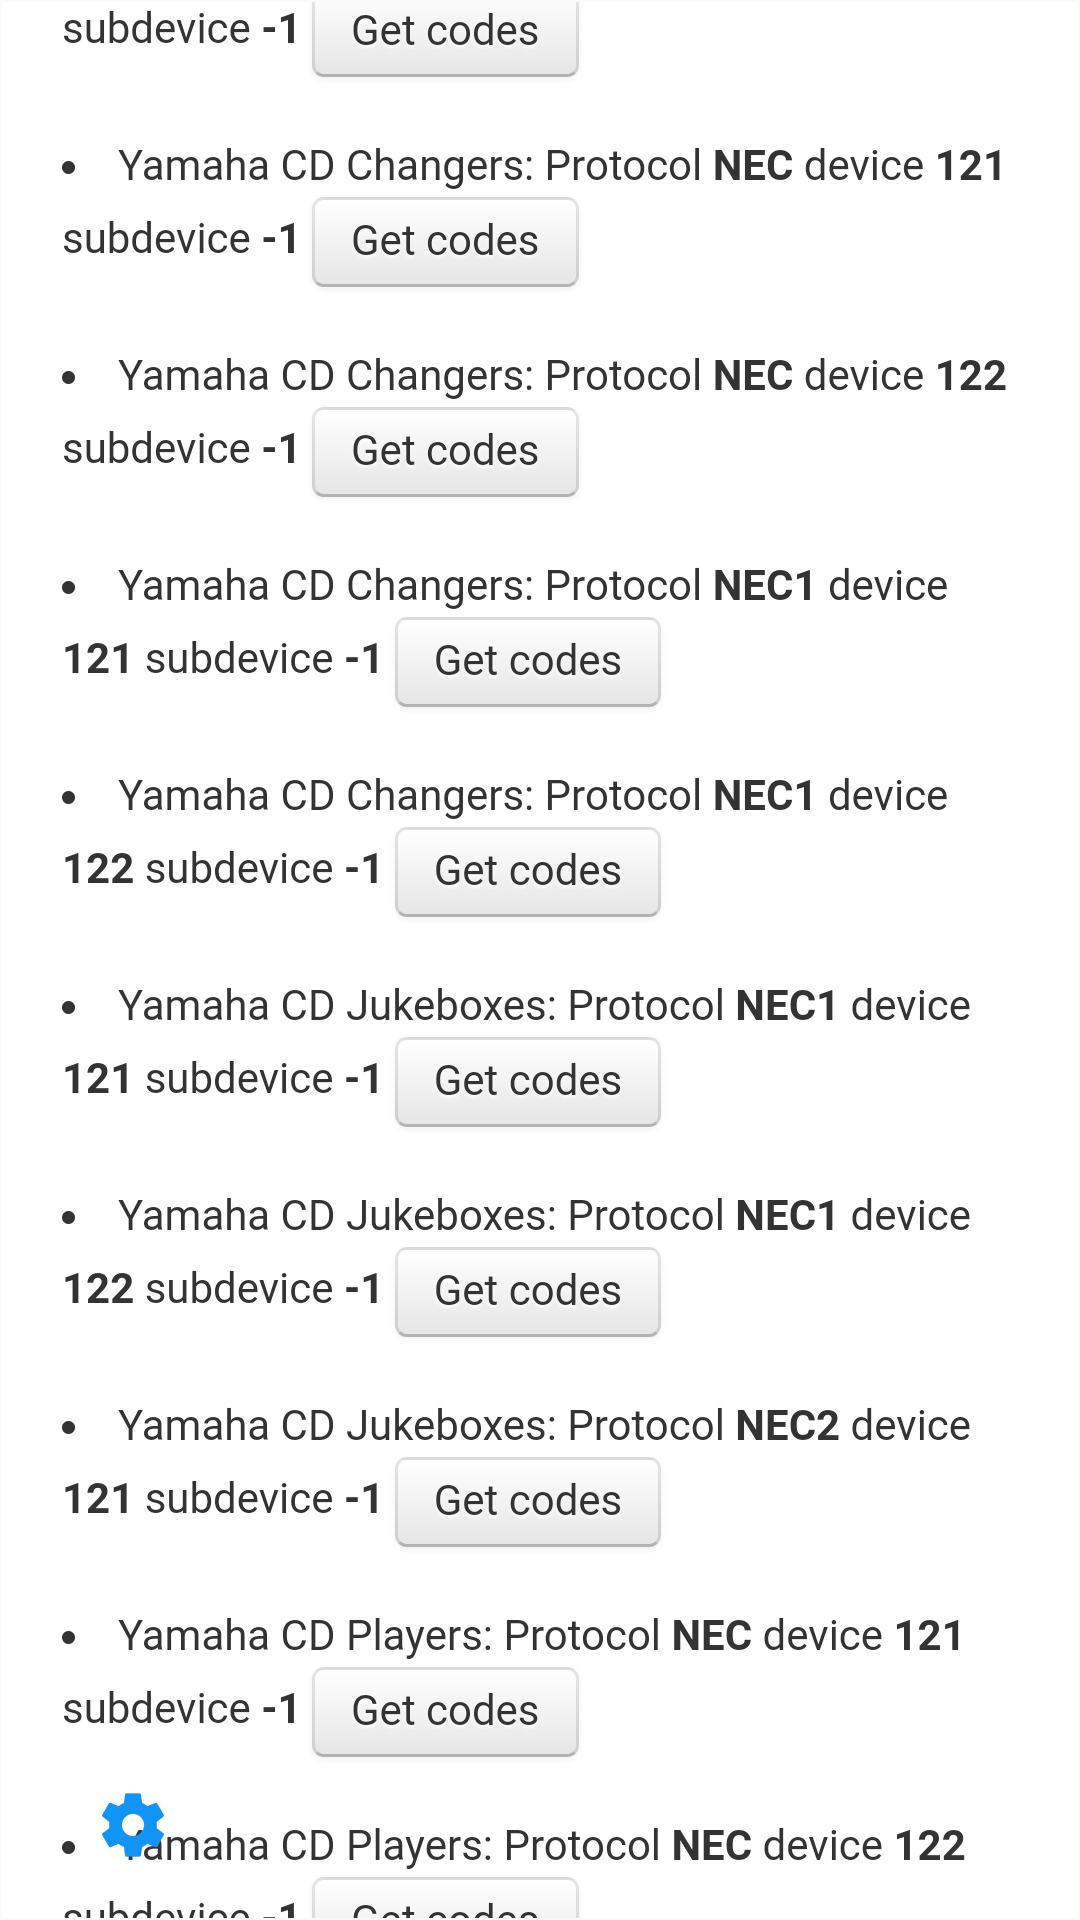 subdevice -1 Get codes
• Yamaha CD Changers: Protocol NEC device 121
subdevice -1 Get codes
• Yamaha CD Changers: Protocol NEC device 122
subdevice -1 Get codes
• Yamaha CD Changers: Protocol NEC1 device
121 subdevice -1 Get codes
• Yamaha CD Changers: Protocol NEC1 device
122 subdevice -1 Get codes
• Yamaha CD Jukeboxes: Protocol NEC1 device
121 subdevice -1 Get codes
• Yamaha CD Jukeboxes: Protocol NEC1 device
122 subdevice -1 Get codes
• Yamaha CD Jukeboxes: Protocol NEC2 device
121 subdevice -1 Get codes
• Yamaha CD Players: Protocol NEC device 121
subdevice -1 Get codes
• Yamaha CD Players: Protocol NEC device 122
subdevice -1 Get codes